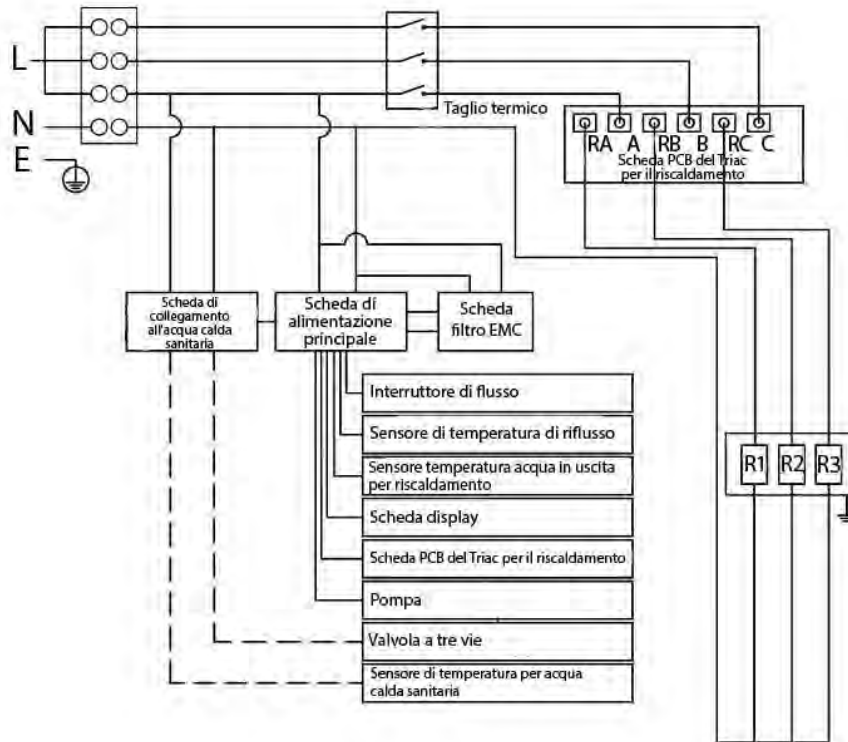 L
N
E
Taglio termico
RA A RB B RC C
Scheda PCB del Triac
per il riscaldamento
Scheda di
collegamento
all'acqua calda
sanitaria
Scheda di
alimentazione
principale
Scheda
filtro EMC
Interruttore di flusso
Sensore di temperatura di riflusso
Sensore temperatura acqua in uscita
per riscaldamento
Scheda display
Scheda PCB del Triac per il riscaldamento
Pompa
Valvola a tre vie
Sensore di temperatura per acqua
calda sanitaria
R1 R2 R3